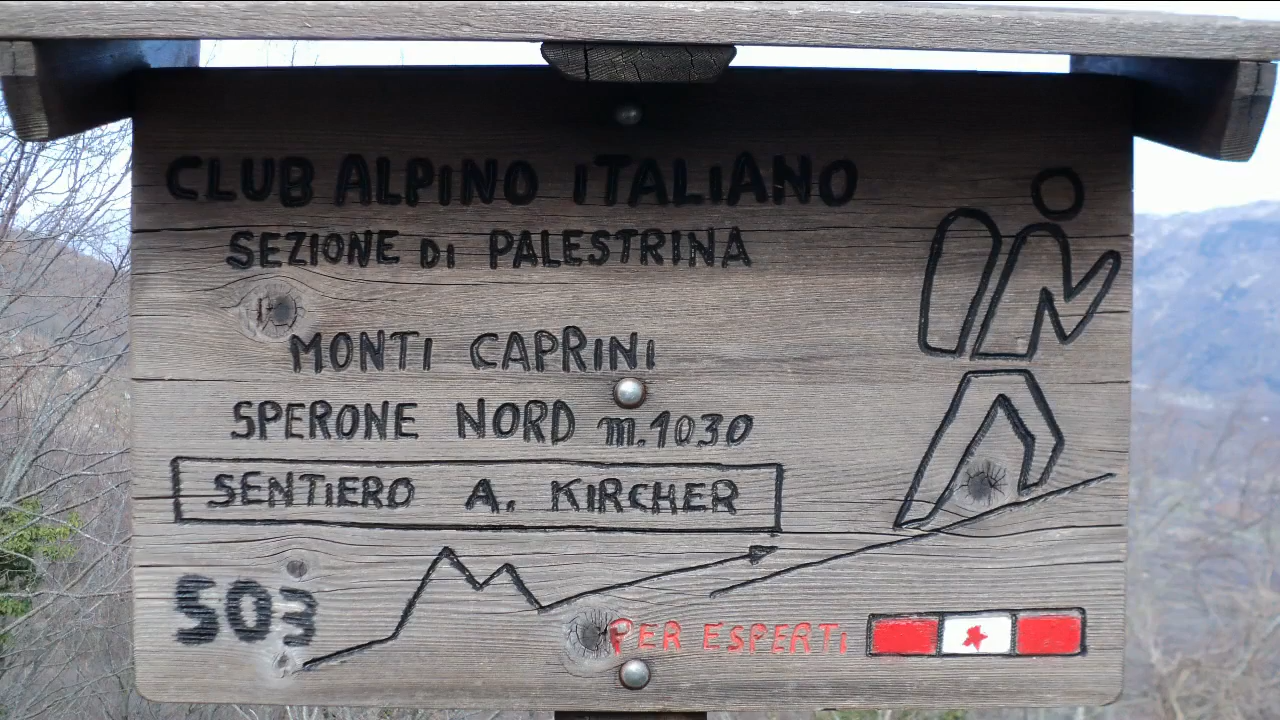 CLUB ALPINO ITALIANO
SEZIONE DI PALESTRINA
MONTI CAPRINI
SPERONE NORD m.1030
SENTIERO A. KIRCHER
503
PER ESPERTI